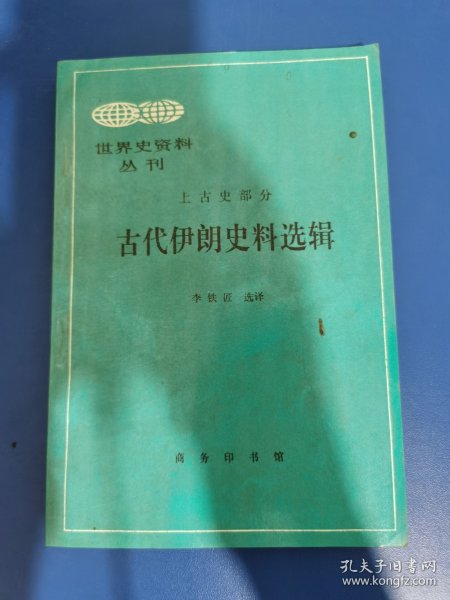 世界史资料
丛刊
上古史部分
古代伊朗史料选辑
李铁匠 选译
商务印书馆
孔夫子旧书网
www.kongfz.com